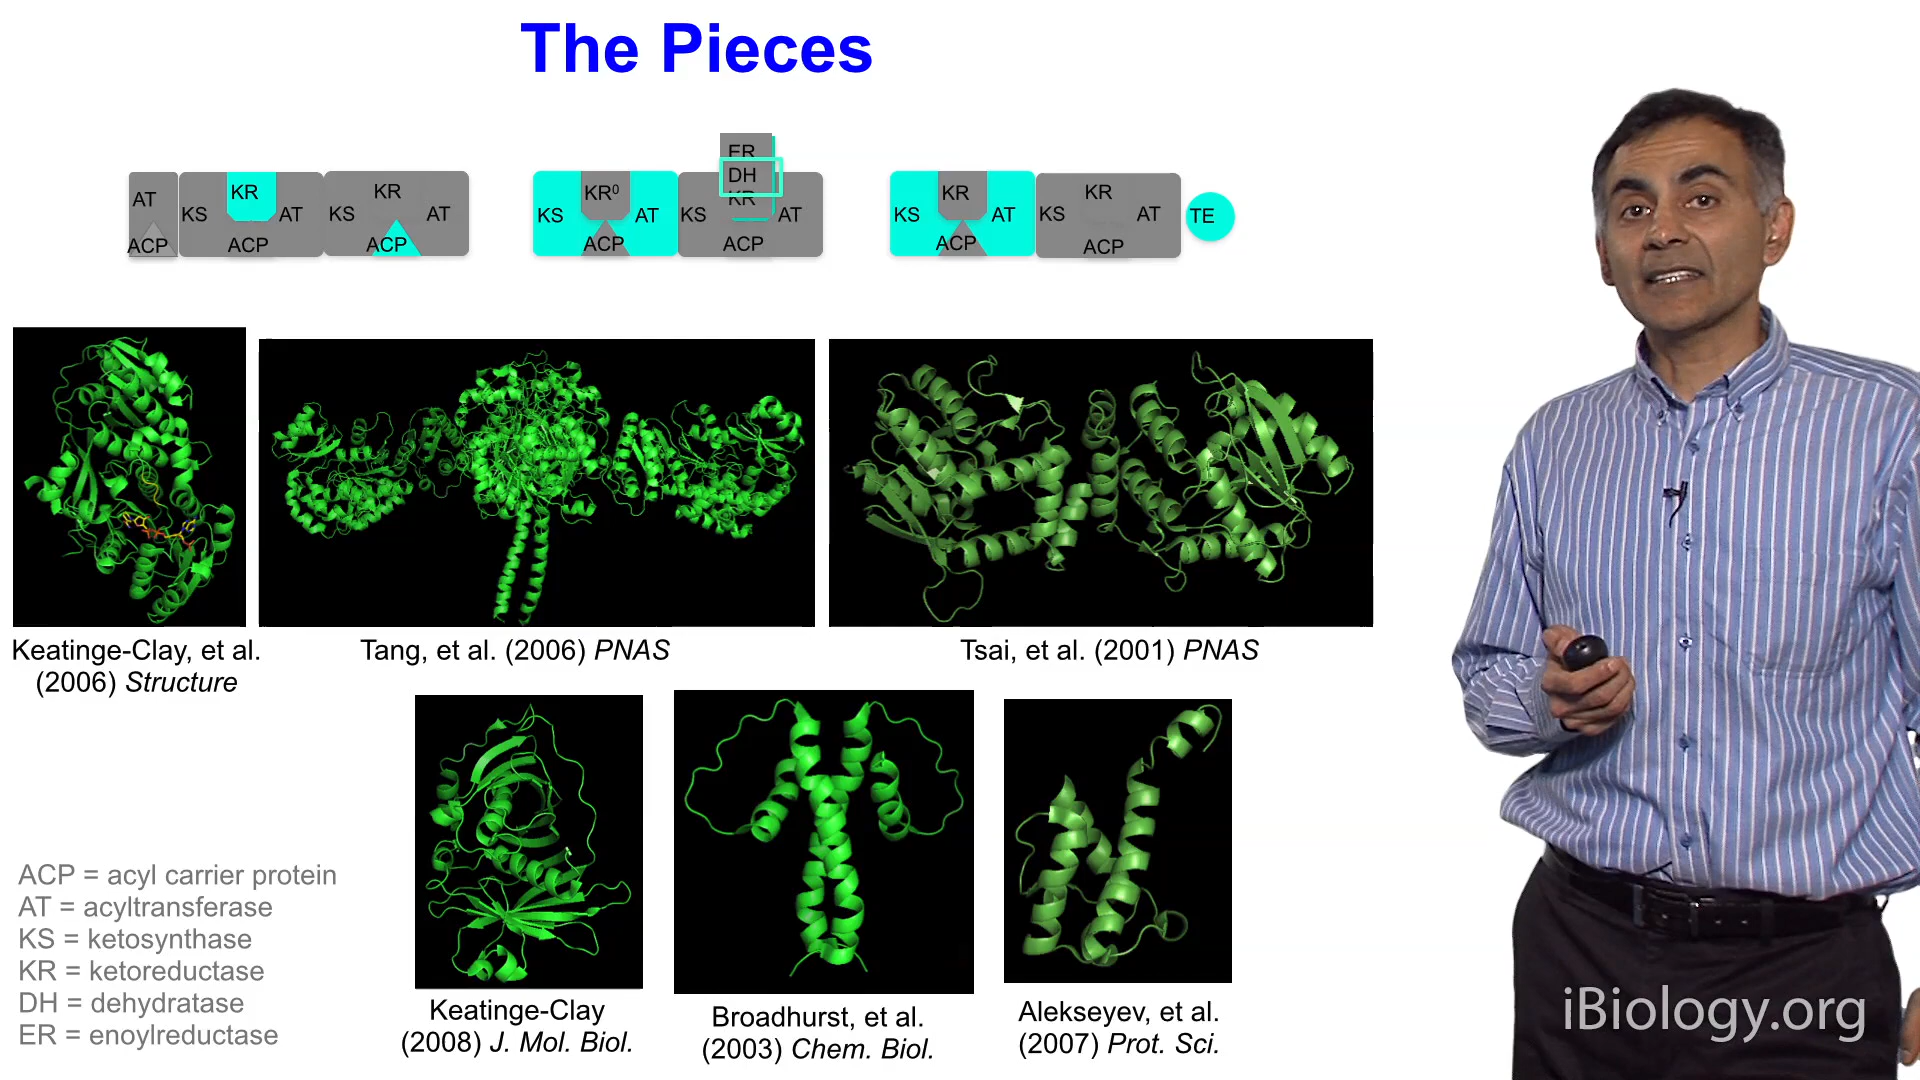 The Pieces
AT
ACP
KS
KR
AT
ACP
KS
KR
AT
ACP
KS
KR⁰
AT
ACP
KS
ER
DH
KR
AT
ACP
KS
KR
AT
ACP
KS
KR
AT
ACP
TE
Keatinge-Clay, et al.
(2006) Structure
Tang, et al. (2006) PNAS
Tsai, et al. (2001) PNAS
Keatinge-Clay
(2008) J. Mol. Biol.
Broadhurst, et al.
(2003) Chem. Biol.
Alekseyev, et al.
(2007) Prot. Sci.
ACP = acyl carrier protein
AT = acyltransferase
KS = ketosynthase
KR = ketoreductase
DH = dehydratase
ER = enoylreductase
iBiology.org